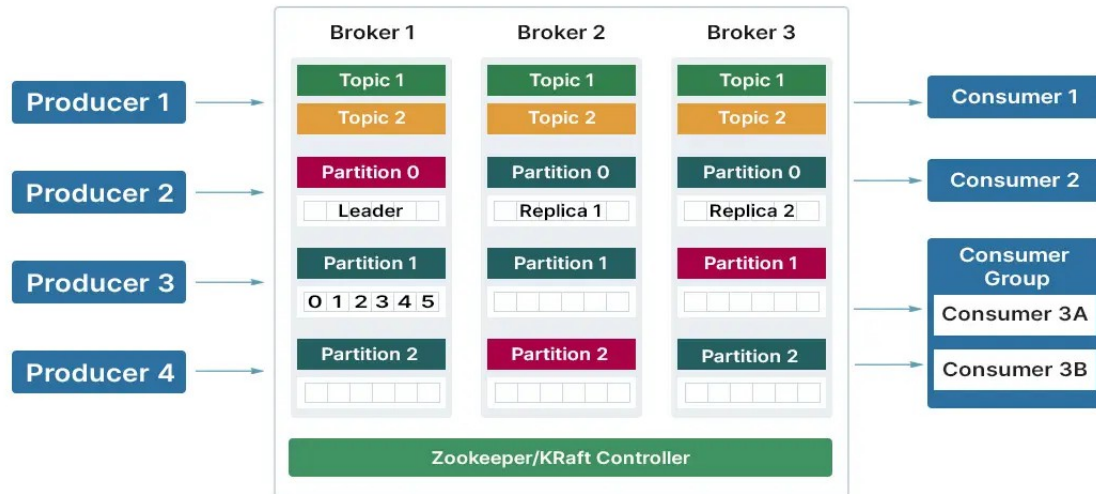 Broker 1
Broker 2
Broker 3
Producer 1
Producer 2
Producer 3
Producer 4
Topic 1
Topic 2
Partition 0
Leader
Partition 1
0 1 2 3 4 5
Partition 2
Topic 1
Topic 2
Partition 0
Replica 1
Partition 1
Partition 2
Topic 1
Topic 2
Partition 0
Replica 2
Partition 1
Partition 2
Zookeeper/KRaft Controller
Consumer 1
Consumer 2
Consumer
Group
Consumer 3A
Consumer 3B